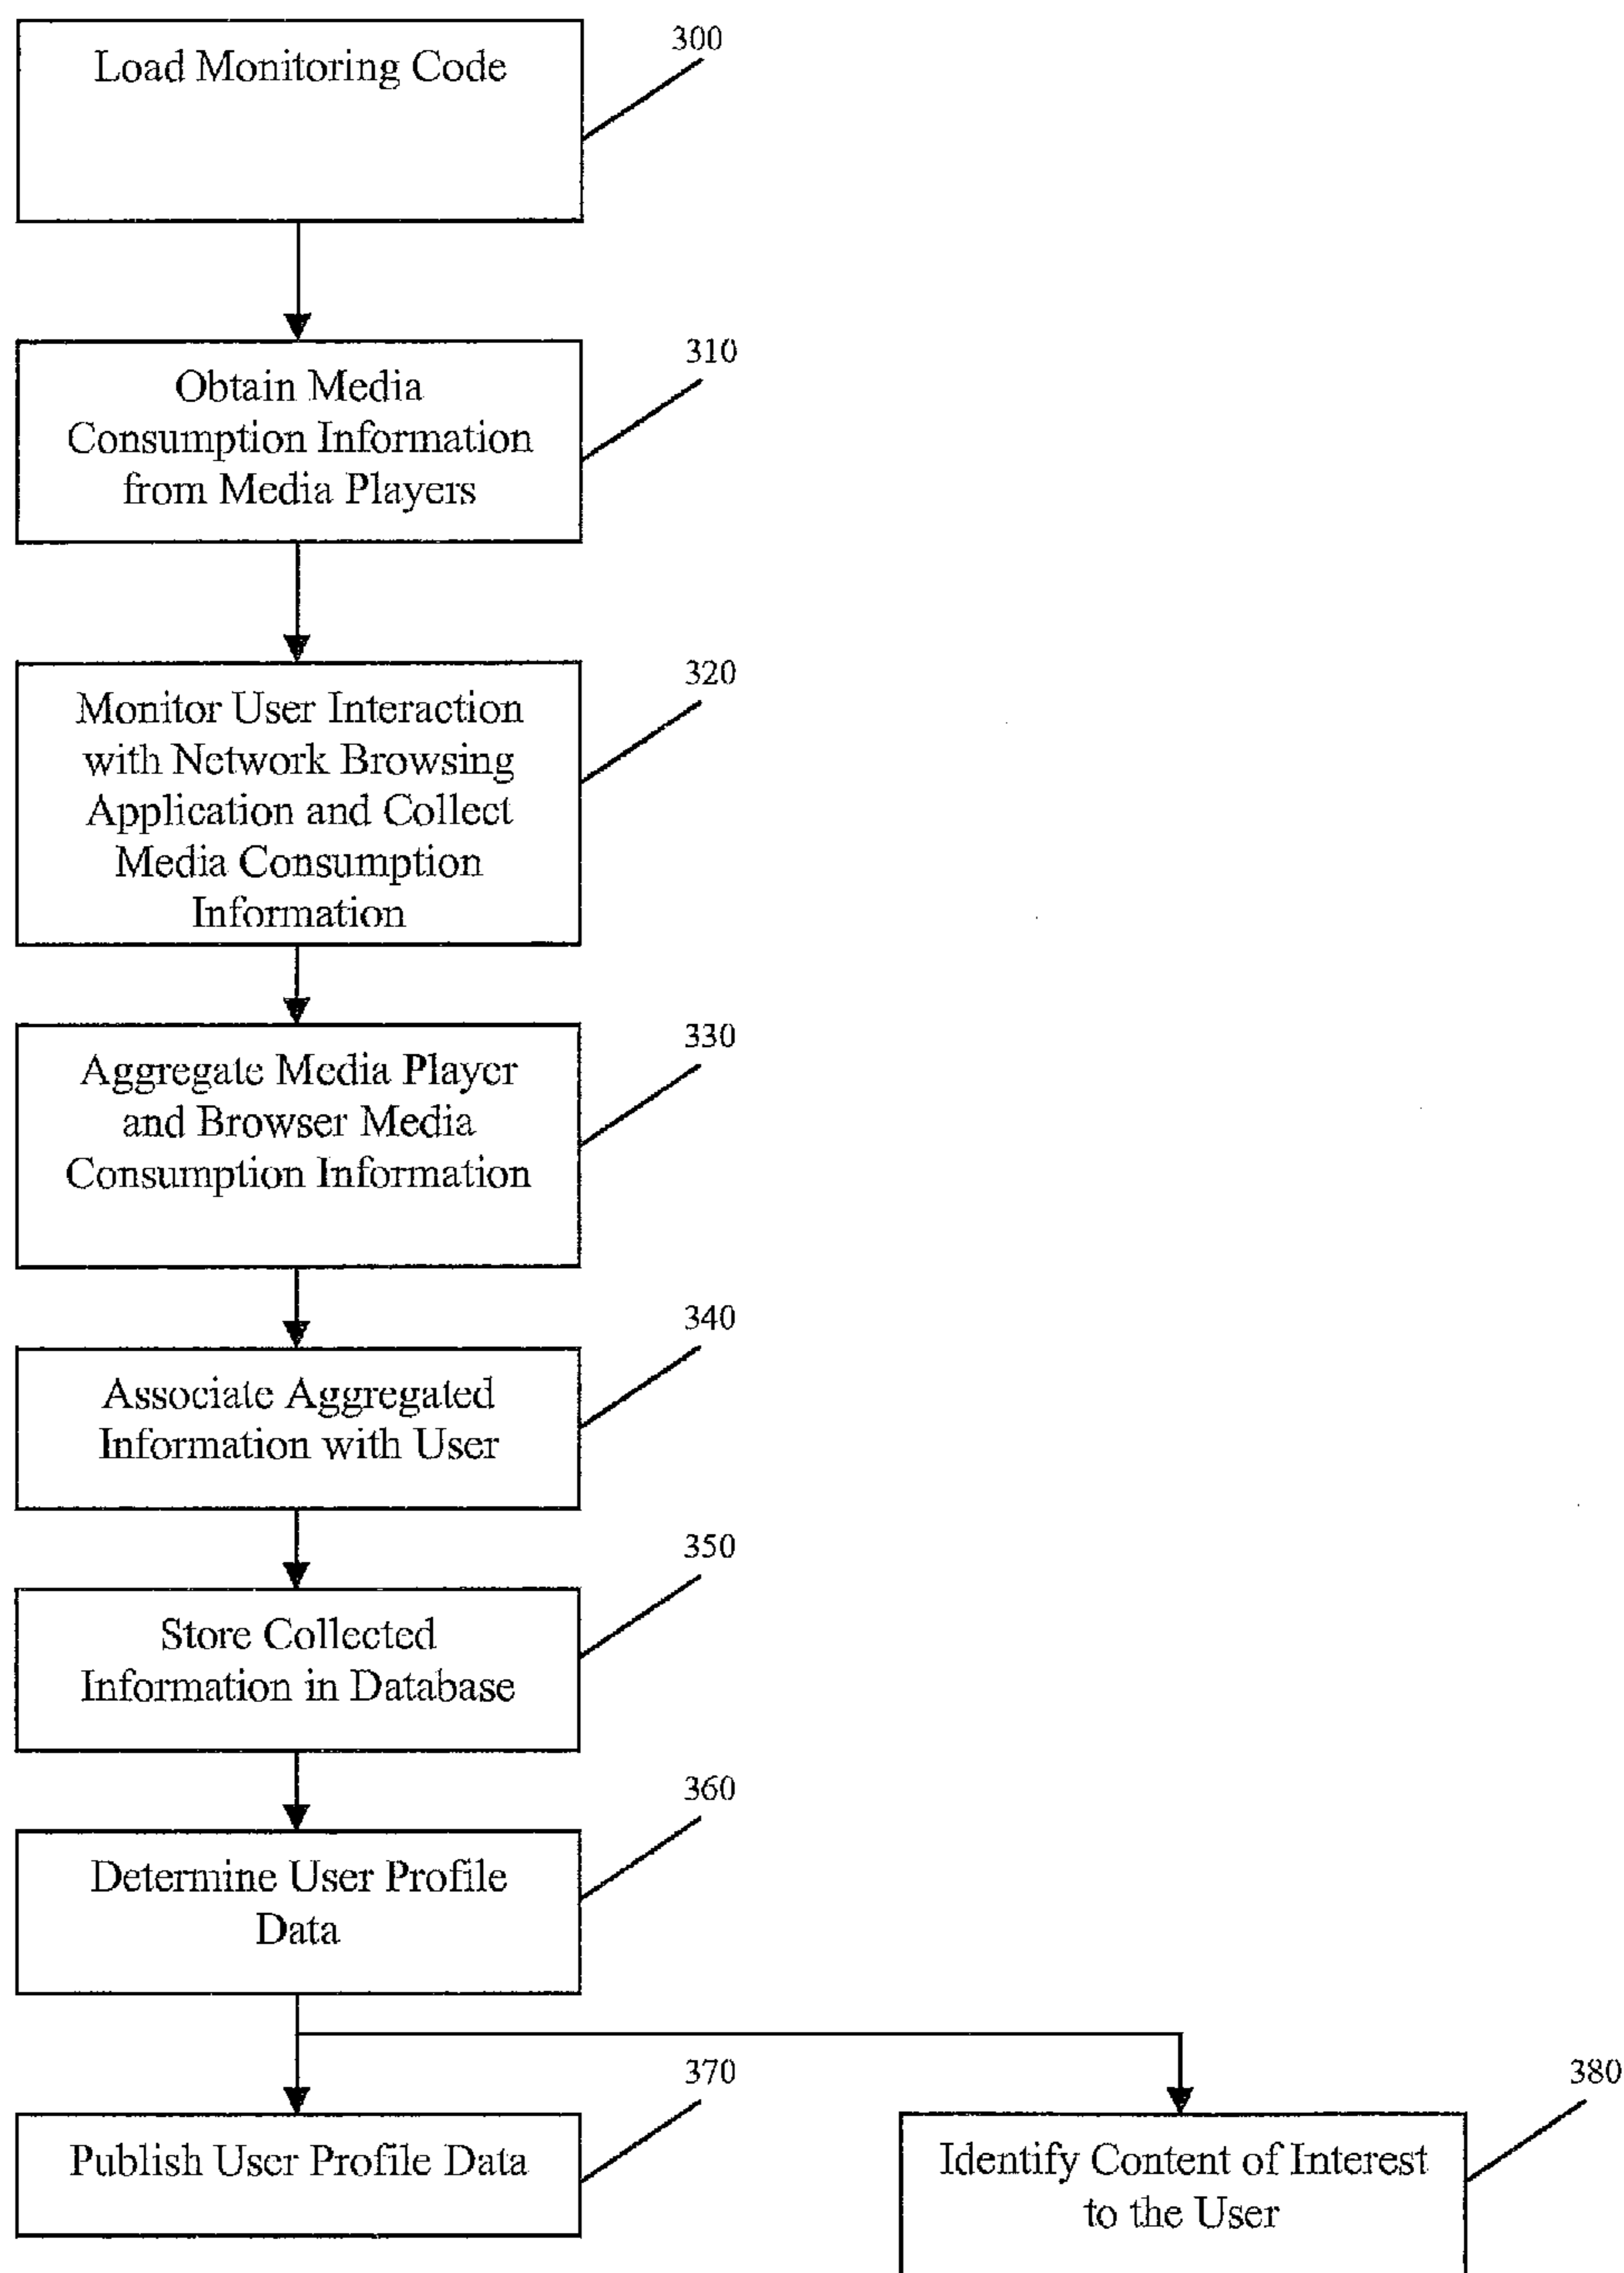 Load Monitoring Code
300
Obtain Media
Consumption Information
from Media Players
310
Monitor User Interaction
with Network Browsing
Application and Collect
Media Consumption
Information
320
Aggregate Media Player
and Browser Media
Consumption Information
330
Associate Aggregated
Information with User
340
Store Collected
Information in Database
350
Determine User Profile
Data
360
Publish User Profile Data
370
Identify Content of Interest
to the User
380